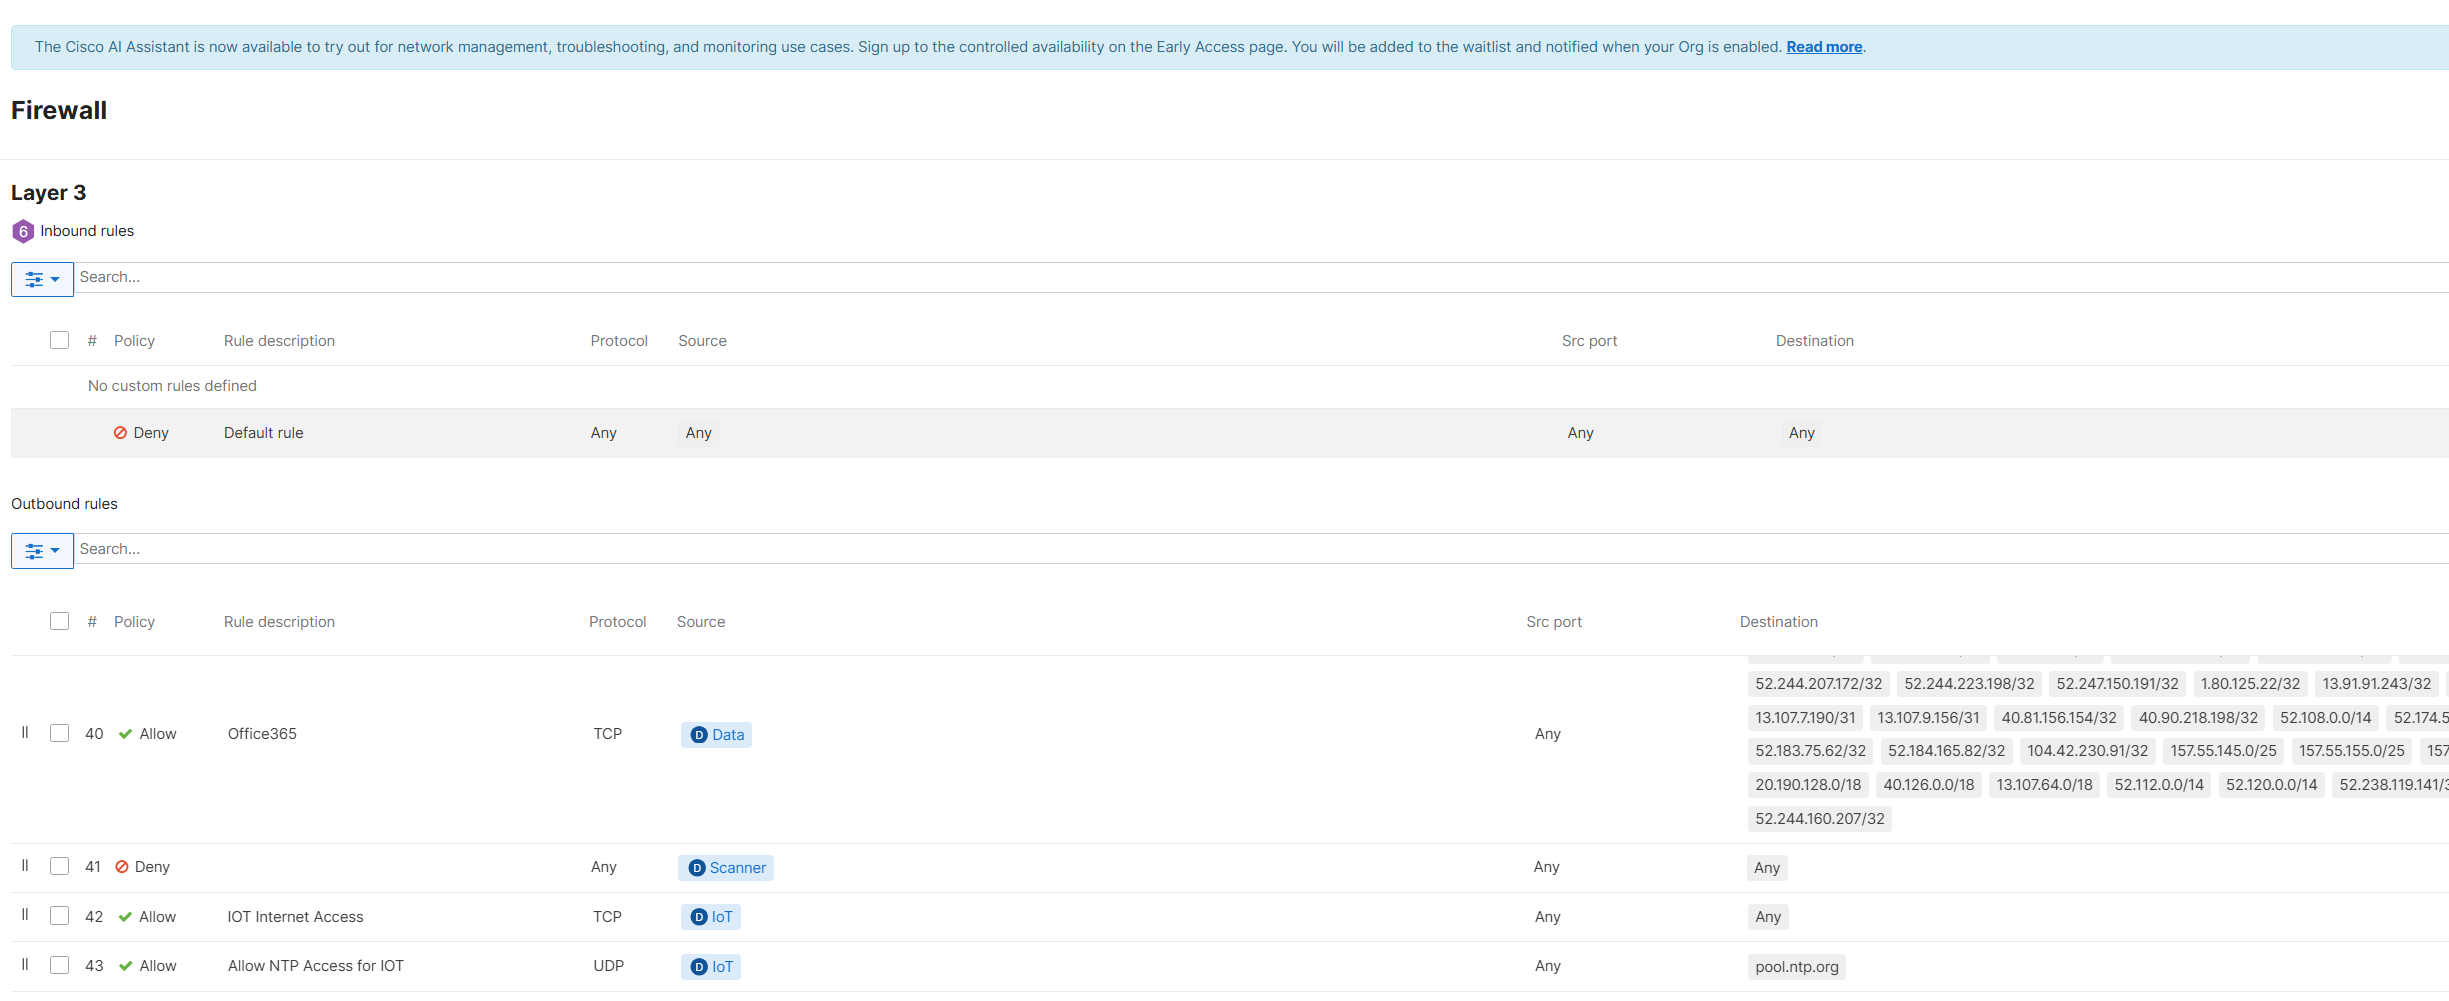 The Cisco AI Assistant is now available to try out for network management, troubleshooting, and monitoring use cases. Sign up to the controlled availability on the Early Access page. You will be added to the waitlist and notified when your Org is enabled. Read more.
Firewall
Layer 3
6 Inbound rules
Search...
# Policy Rule description Protocol Source Src port Destination
No custom rules defined
Deny Default rule Any Any Any Any
Outbound rules
Search...
# Policy Rule description Protocol Source Src port Destination
52.244.207.172/32 52.244.223.198/32 52.247.150.191/32 1.80.125.22/32 13.91.91.243/32
13.107.7.190/31 13.107.9.156/31 40.81.156.154/32 40.90.218.198/32 52.108.0.0/14 52.174.5
40 Allow Office365 TCP D Data Any
52.183.75.62/32 52.184.165.82/32 104.42.230.91/32 157.55.145.0/25 157.55.155.0/25 157
20.190.128.0/18 40.126.0.0/18 13.107.64.0/18 52.112.0.0/14 52.120.0.0/14 52.238.119.141/3
52.244.160.207/32
41 Deny Any D Scanner Any Any
42 Allow IOT Internet Access TCP D IoT Any Any
43 Allow Allow NTP Access for IOT UDP D IoT Any pool.ntp.org